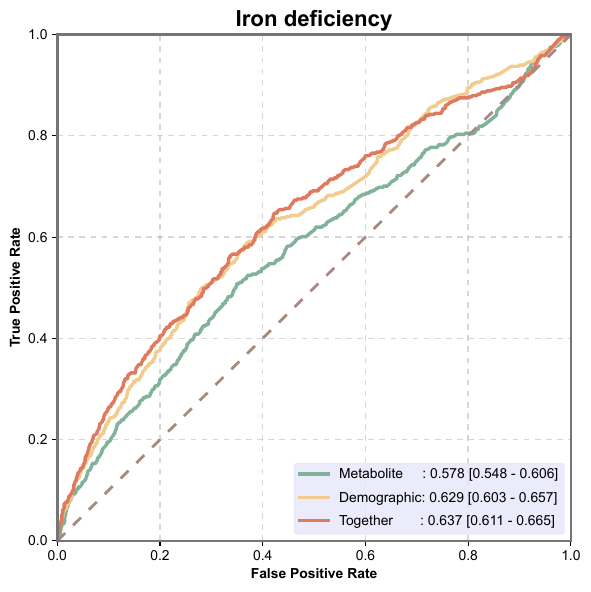 Iron deficiency
1.0
0.8
0.6
0.4
0.2
0.0
True Positive Rate
Metabolite : 0.578 [0.548 - 0.606]
Demographic: 0.629 [0.603 - 0.657]
Together : 0.637 [0.611 - 0.665]
0.0 0.2 0.4 0.6 0.8 1.0
False Positive Rate